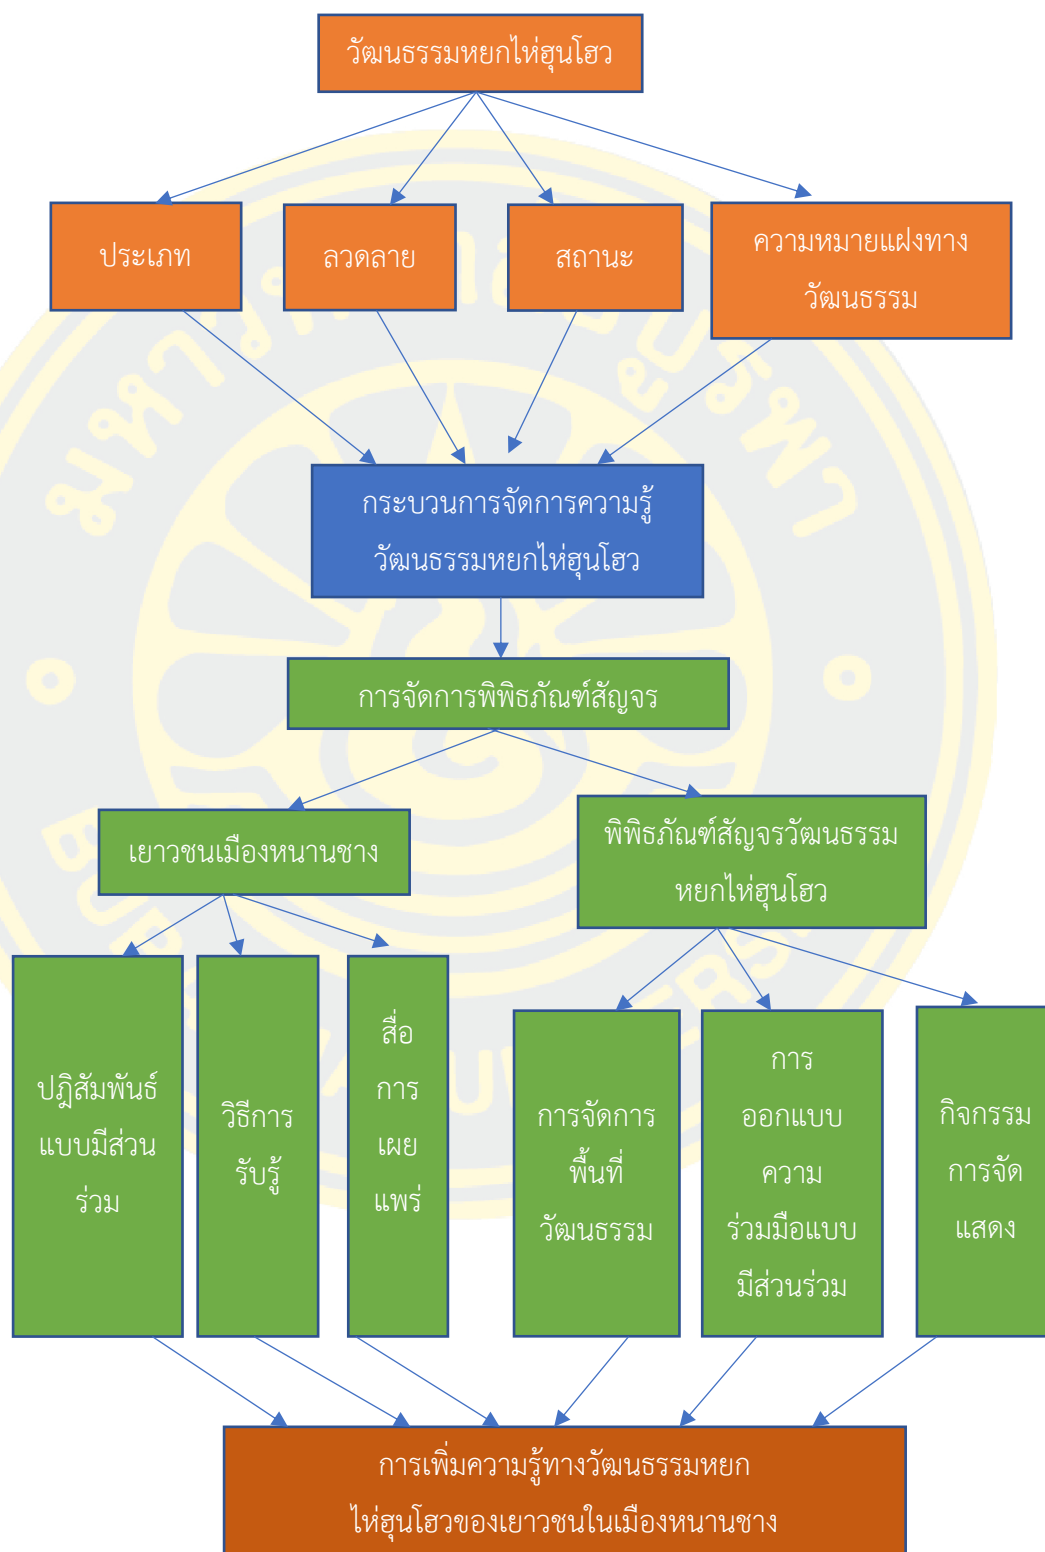 วัฒนธรรมหยกไห่ฮุนโฮว
ประเภท
ลวดลาย
สถานะ
ความหมายแฝงทาง
วัฒนธรรม
กระบวนการจัดการความรู้
วัฒนธรรมหยกไห่ฮุนโฮว
การจัดการพิพิธภัณฑ์สัญจร
เยาวชนเมืองหนานชาง
พิพิธภัณฑ์สัญจรวัฒนธรรม
หยกไห่ฮุนโฮว
ปฎิสัมพันธ์
แบบมีส่วน
ร่วม
วิธีการ
รับรู้
สื่อ
การ
เผย
แพร่
การจัดการ
พื้นที่
วัฒนธรรม
การ
ออกแบบ
ความ
ร่วมมือแบบ
มีส่วนร่วม
กิจกรรม
การจัด
แสดง
การเพิ่มความรู้ทางวัฒนธรรมหยก
ไห่ฮุนโฮวของเยาวชนในเมืองหนานชาง